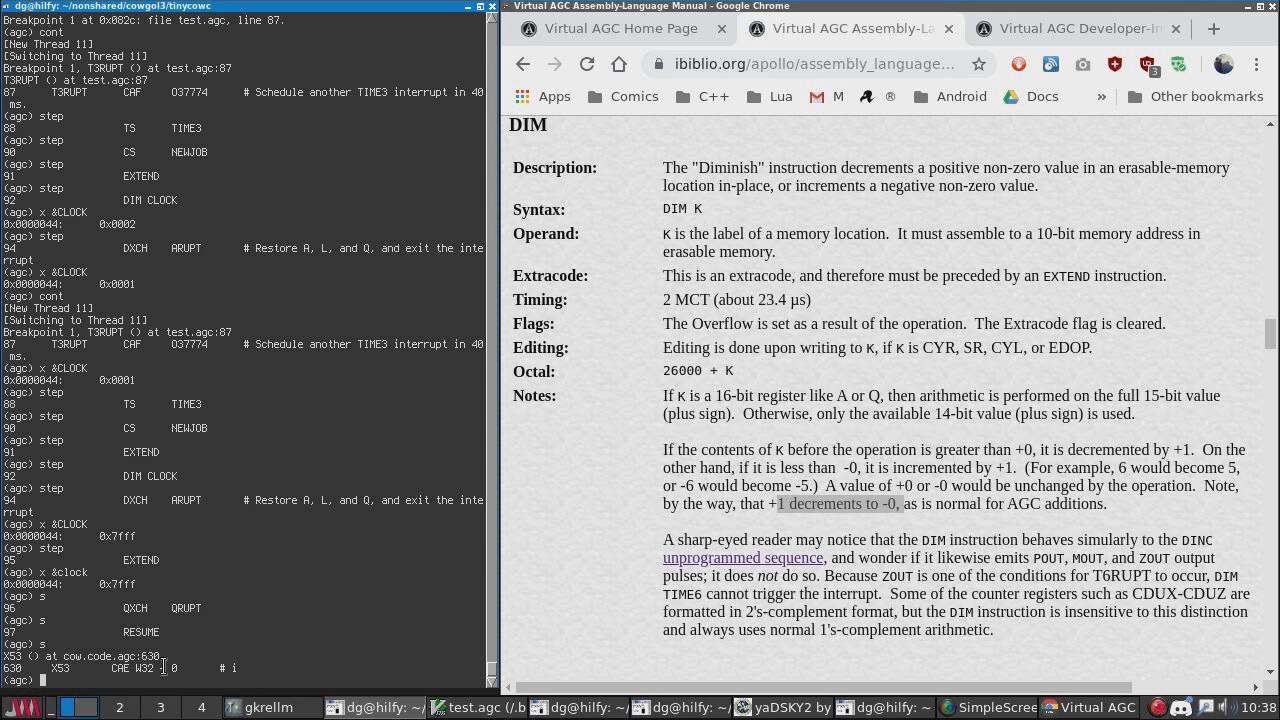 dg@hilfy: ~/nonshared/cowgol3/tinycowc
Breakpoint 1 at 0x082c: file test.agc, line 87.
(agc) cont
[New Thread 11]
[Switching to Thread 11]
Breakpoint 1, T3RUPT () at test.agc:87
T3RUPT () at test.agc:87
87 T3RUPT CAF O37774 # Schedule another TIME3 interrupt in 40
ms.
(agc) step
88 TS TIME3
(agc) step
90 CS NEWJOB
(agc) step
91 EXTEND
(agc) step
92 DIM CLOCK
(agc) x &CLOCK
0x0000044: 0x0002
(agc) step
94 DXCH ARUPT # Restore A, L, and Q, and exit the inte
rrupt
(agc) x &CLOCK
0x0000044: 0x0001
(agc) cont
[New Thread 11]
[Switching to Thread 11]
Breakpoint 1, T3RUPT () at test.agc:87
87 T3RUPT CAF O37774 # Schedule another TIME3 interrupt in 40
ms.
(agc) x &CLOCK
0x0000044: 0x0001
(agc) step
88 TS TIME3
(agc) step
90 CS NEWJOB
(agc) step
91 EXTEND
(agc) step
92 DIM CLOCK
(agc) step
94 DXCH ARUPT # Restore A, L, and Q, and exit the inte
rrupt
(agc) x &CLOCK
0x0000044: 0x7fff
(agc) step
95 EXTEND
(agc) x &clock
0x0000044: 0x7fff
(agc) s
96 QXCH QRUPT
(agc) s
97 RESUME
(agc) s
X53 () at cow.code.agc:630
630 X53 CAE W32 - 0 # i
(agc)
Virtual AGC Assembly-Language Manual - Google Chrome
Virtual AGC Home Page
Virtual AGC Assembly-La
Virtual AGC Developer-In
ibiblio.org/apollo/assembly_language...
3
Apps Comics C++ Lua M ® Android Docs » Other bookmarks
DIM
Description: The "Diminish" instruction decrements a positive non-zero value in an erasable-memory
location in-place, or increments a negative non-zero value.
Syntax: DIM K
Operand: K is the label of a memory location. It must assemble to a 10-bit memory address in
erasable memory.
Extracode: This is an extracode, and therefore must be preceded by an EXTEND instruction.
Timing: 2 MCT (about 23.4 µs)
Flags: The Overflow is set as a result of the operation. The Extracode flag is cleared.
Editing: Editing is done upon writing to K, if K is CYR, SR, CYL, or EDOP.
Octal: 26000 + K
Notes: If K is a 16-bit register like A or Q, then arithmetic is performed on the full 15-bit value
(plus sign). Otherwise, only the available 14-bit value (plus sign) is used.
If the contents of K before the operation is greater than +0, it is decremented by +1. On the
other hand, if it is less than -0, it is incremented by +1. (For example, 6 would become 5,
or -6 would become -5.) A value of +0 or -0 would be unchanged by the operation. Note,
by the way, that +1 decrements to -0, as is normal for AGC additions.
A sharp-eyed reader may notice that the DIM instruction behaves simularly to the DINC
unprogrammed sequence, and wonder if it likewise emits POUT, MOUT, and ZOUT output
pulses; it does not do so. Because ZOUT is one of the conditions for T6RUPT to occur, DIM
TIME6 cannot trigger the interrupt. Some of the counter registers such as CDUX-CDUZ are
formatted in 2's-complement format, but the DIM instruction is insensitive to this distinction
and always uses normal 1's-complement arithmetic.
2 3 4 gkrellm dg@hilfy: ~/ test.agc (/.b dg@hilfy: ~/ dg@hilfy: ~/ yaDSKY2 by dg@hilfy: ~ SimpleScree Virtual AGC 10:38